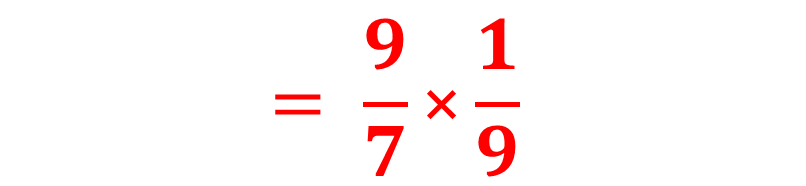 = 9/7 × 1/9